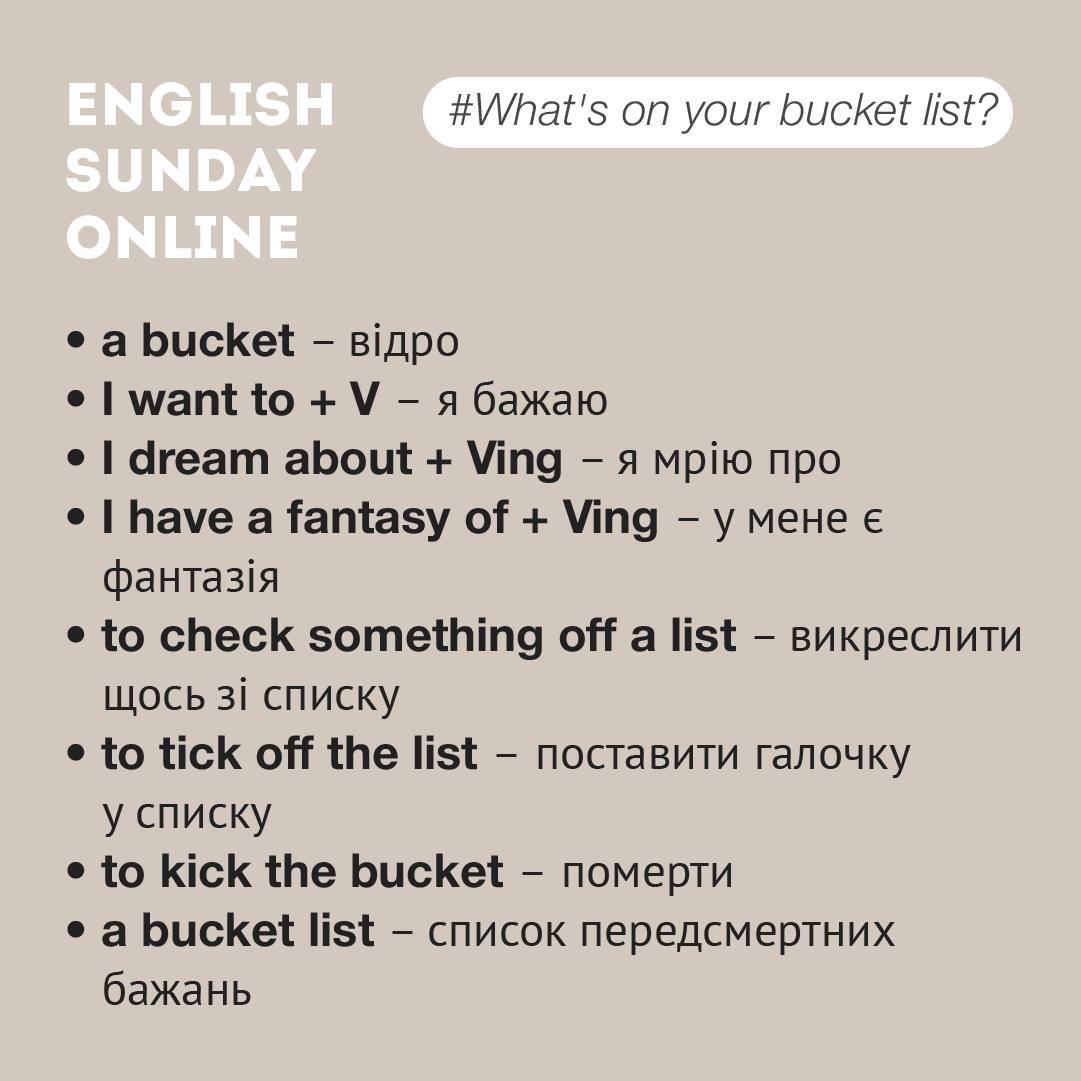 ENGLISH
SUNDAY
ONLINE
#What's on your bucket list?
• a bucket – відро
• I want to + V – я бажаю
• I dream about + Ving – я мрію про
• I have a fantasy of + Ving – у мене є
фантазія
• to check something off a list – викреслити
щось зі списку
• to tick off the list – поставити галочку
у списку
• to kick the bucket – померти
• a bucket list – список передсмертних
бажань